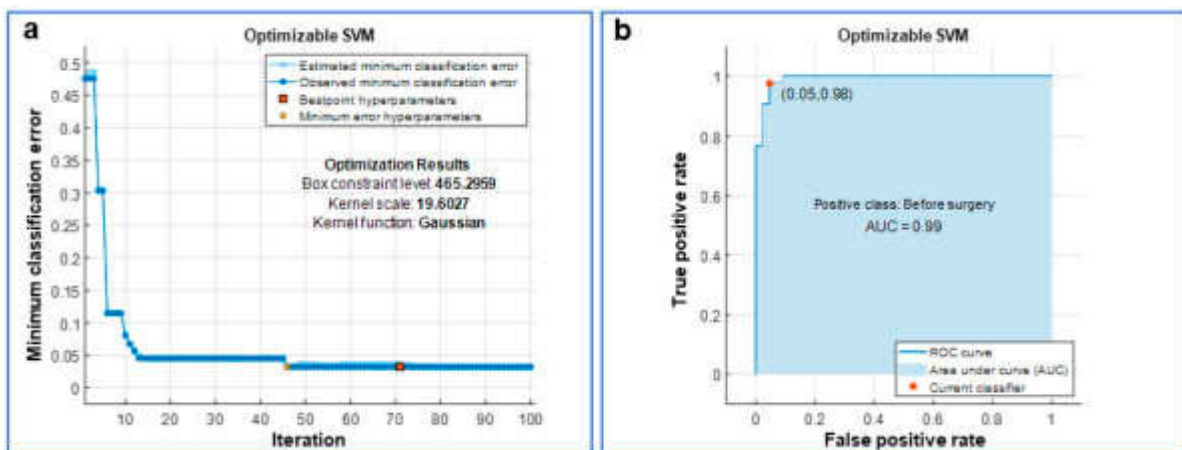 a
Optimizable SVM
0.5
0.45
0.4
0.35
0.3
0.25
0.2
0.15
0.1
0.05
0
Minimum classification error
Estimated minimum classification error
Observed minimum classification error
Bestpoint hyperparameters
Minimum error hyperparameters
Optimization Results
Box constraint level: 465.2959
Kernel scale: 19.6027
Kernel function: Gaussian
10 20 30 40 50 60 70 80 90 100
Iteration
b
Optimizable SVM
1
0.8
0.6
0.4
0.2
0
True positive rate
(0.05,0.98)
Positive class: Before surgery
AUC = 0.99
ROC curve
Area under curve (AUC)
Current classifier
0 0.2 0.4 0.6 0.8 1
False positive rate